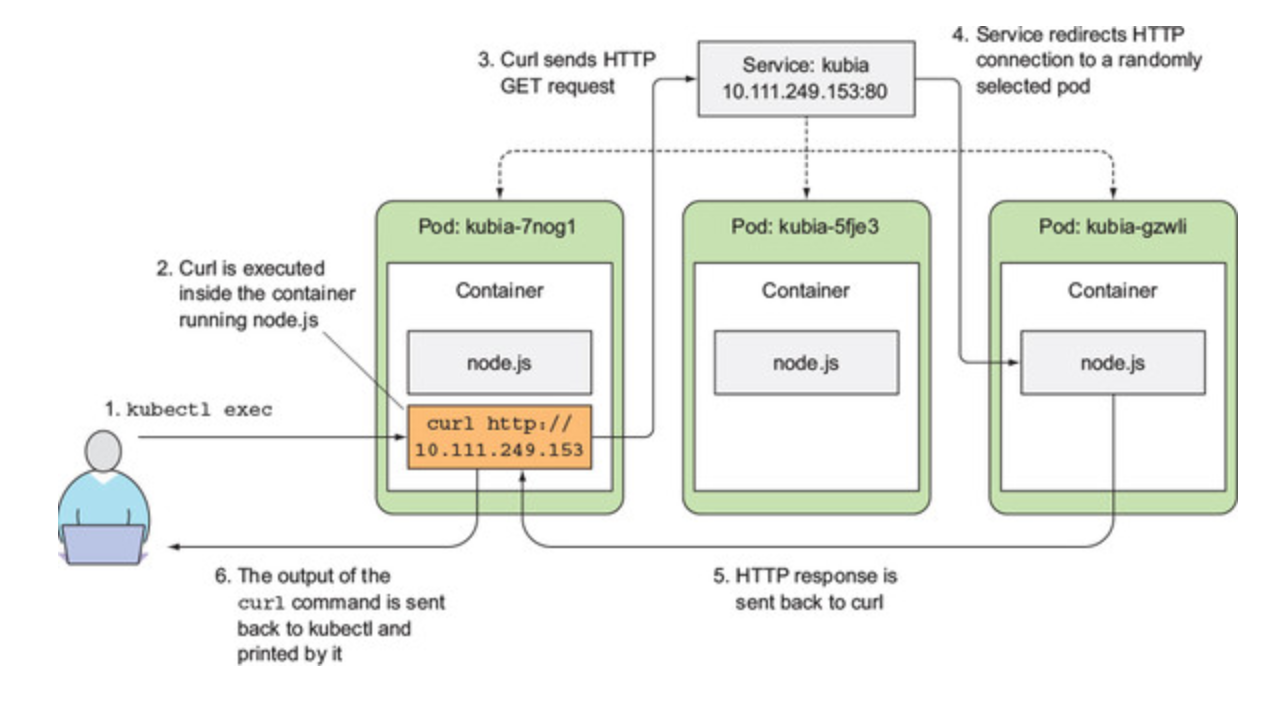 3. Curl sends HTTP
GET request
Service: kubia
10.111.249.153:80
4. Service redirects HTTP
connection to a randomly
selected pod
Pod: kubia-7nog1
Pod: kubia-5fje3
Pod: kubia-gzwli
2. Curl is executed
inside the container
running node.js
Container
Container
Container
node.js
node.js
node.js
1. kubectl exec
curl http://
10.111.249.153
6. The output of the
curl command is sent
back to kubectl and
printed by it
5. HTTP response is
sent back to curl